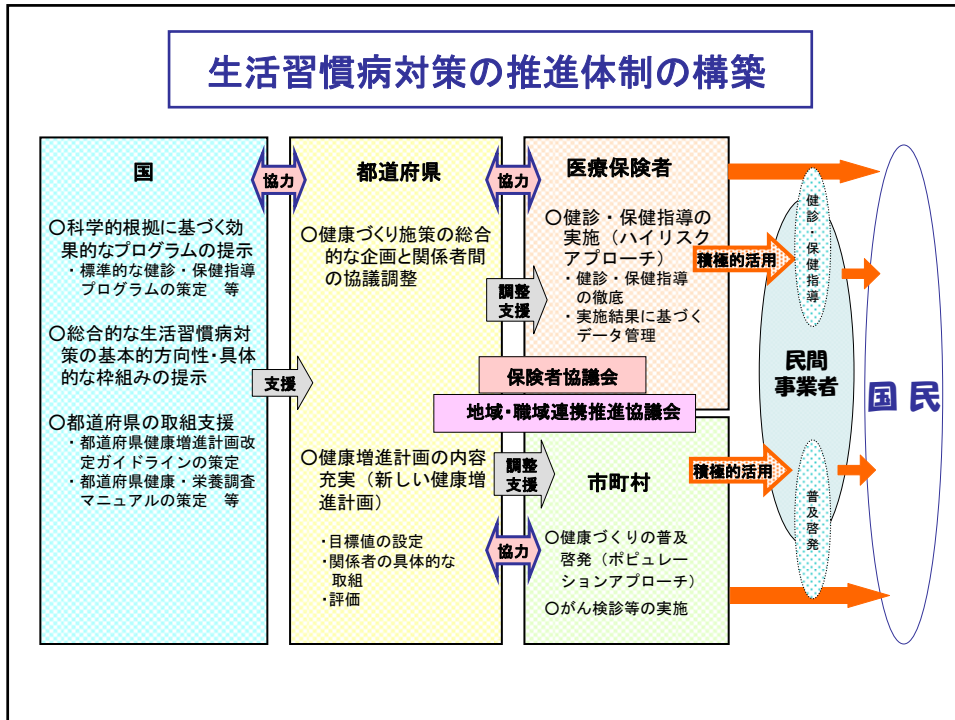 生活習慣病対策の推進体制の構築
国
○科学的根拠に基づく効
果的なプログラムの提示
・標準的な健診・保健指導
プログラムの策定 等
○総合的な生活習慣病対
策の基本的方向性・具体
的な枠組みの提示
○都道府県の取組支援
・都道府県健康増進計画改
定ガイドラインの策定
・都道府県健康・栄養調査
マニュアルの策定 等
協力
支援
都道府県
○健康づくり施策の総合
的な企画と関係者間
の協議調整
○健康増進計画の内容
充実（新しい健康増
進計画）
・目標値の設定
・関係者の具体的な
取組
・評価
協力
調整
支援
保険者協議会
地域・職域連携推進協議会
調整
支援
協力
医療保険者
○健診・保健指導の
実施（ハイリスク
アプローチ）
・健診・保健指導
の徹底
・実施結果に基づく
データ管理
市町村
○健康づくりの普及
啓発（ポピュレー
ションアプローチ）
○がん検診等の実施
積極的活用
積極的活用
健診・保健指導
民間
事業者
普及啓発
国民